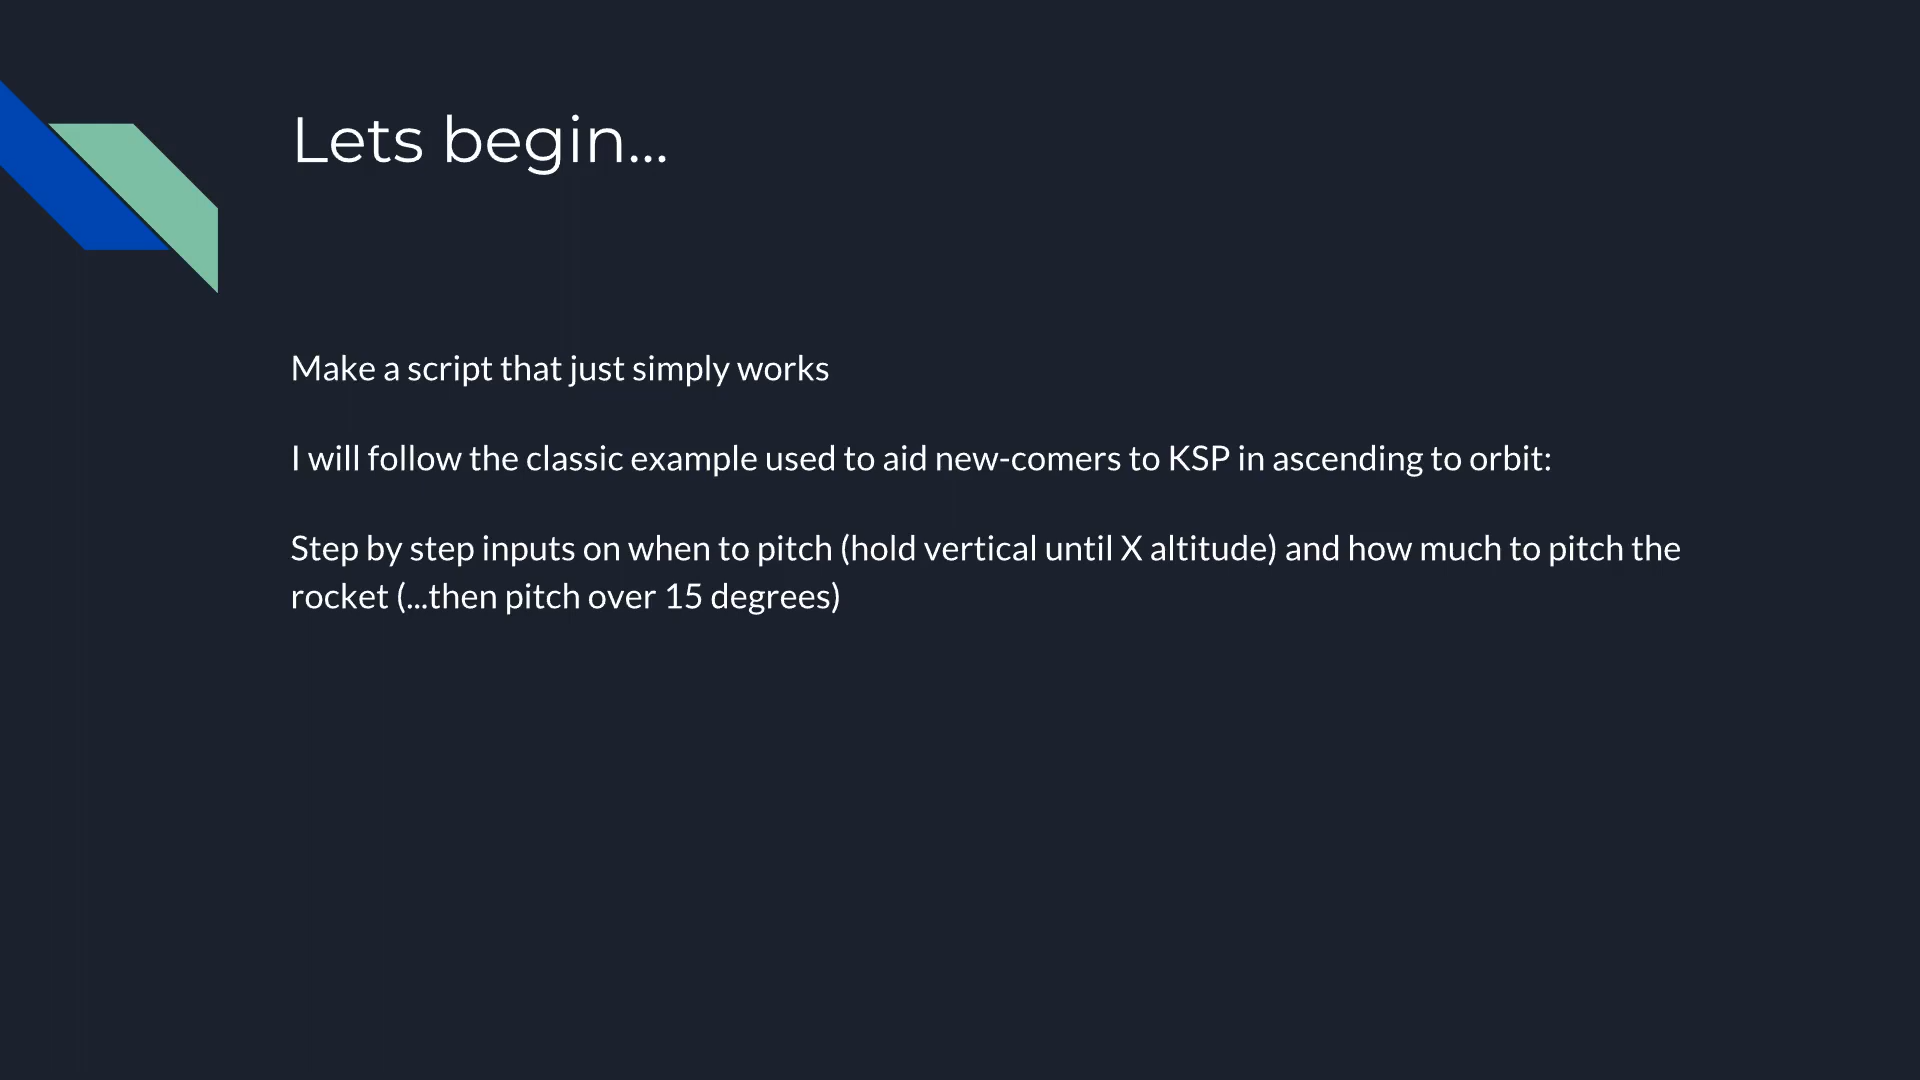 Lets begin...
Make a script that just simply works
I will follow the classic example used to aid new-comers to KSP in ascending to orbit:
Step by step inputs on when to pitch (hold vertical until X altitude) and how much to pitch the
rocket (...then pitch over 15 degrees)